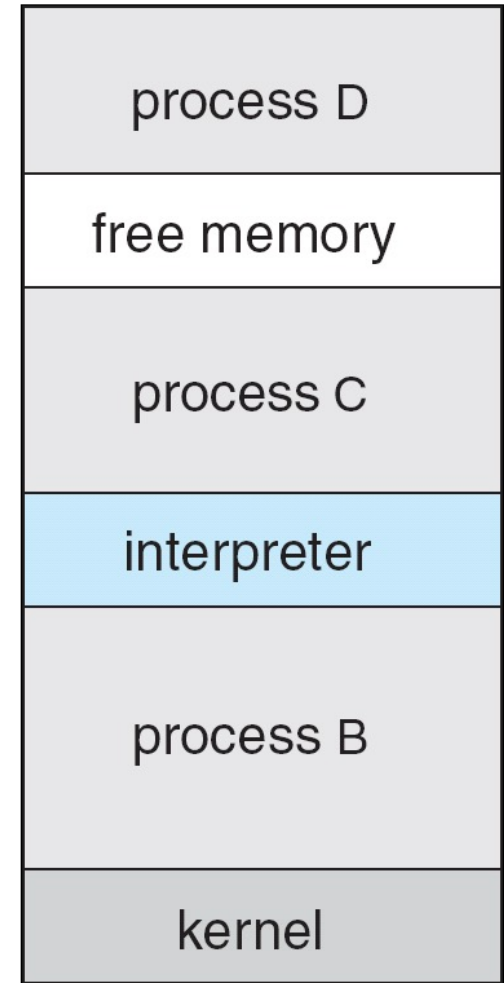 process D
free memory
process C
interpreter
process B
kernel